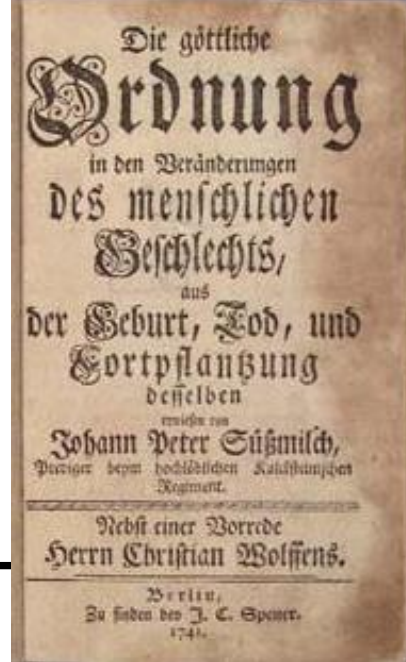 Die göttliche
Ordnung
in den Veränderungen
des menschlichen
Geschlechts,
aus
der Geburt, Tod, und
Fortpflantzung
desselben
erwiesen von
Johann Peter Süßmilch,
Prediger beym hochlöblichen Kalcksteinischen
Regiment.
Nebst einer Vorrede
Herrn Christian Wolffens.
Berlin,
Zu finden bey J. C. Spener.
1741.